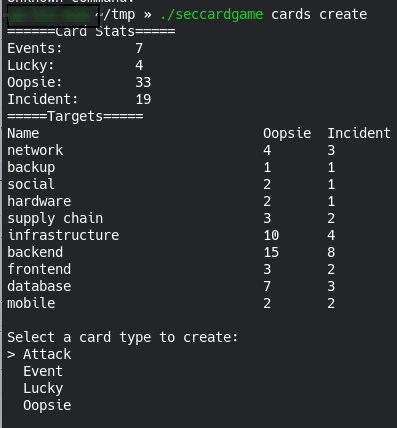 ~/tmp » ./seccardgame cards create
======Card Stats=====
Events: 7
Lucky: 4
Oopsie: 33
Incident: 19
=====Targets=====
Name Oopsie Incident
network 4 3
backup 1 1
social 2 1
hardware 2 1
supply chain 3 2
infrastructure 10 4
backend 15 8
frontend 3 2
database 7 3
mobile 2 2
Select a card type to create:
> Attack
Event
Lucky
Oopsie